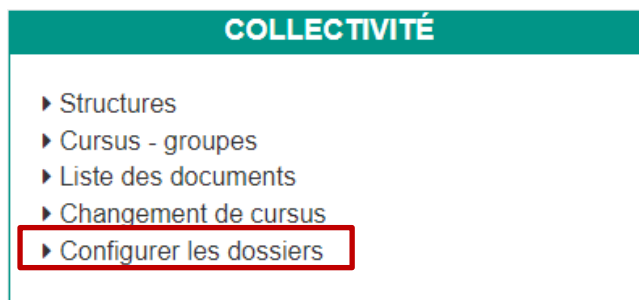 COLLECTIVITÉ
Structures
Cursus - groupes
Liste des documents
Changement de cursus
Configurer les dossiers